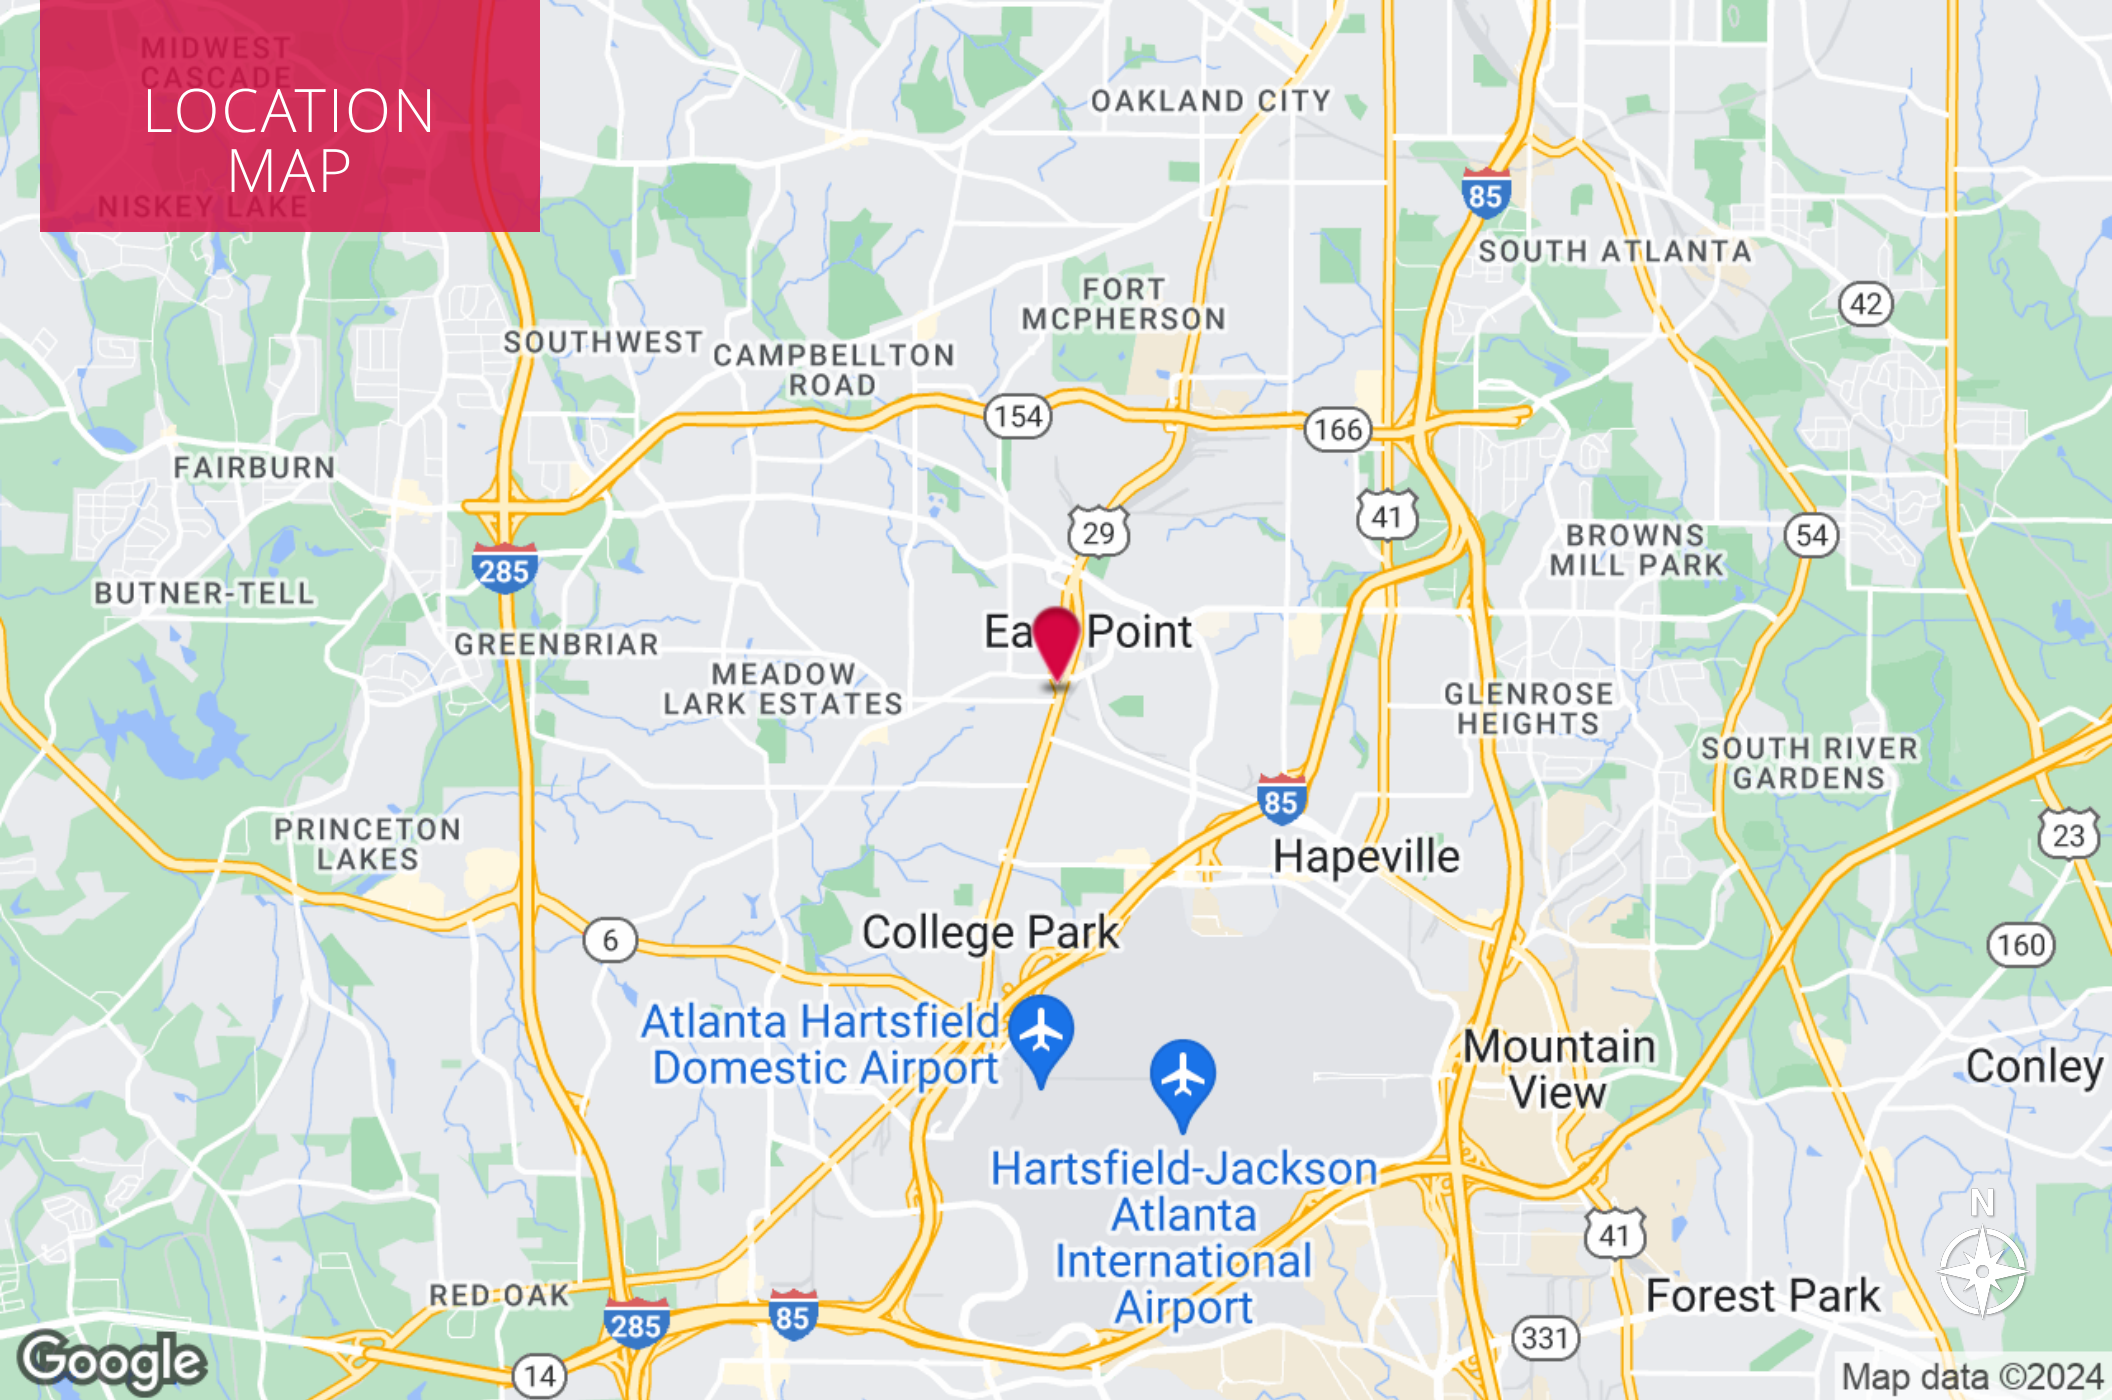 MIDWEST
CASCADE
LOCATION
MAP
NISKEY LAKE
OAKLAND CITY
85
SOUTH ATLANTA
42
FORT
MCPHERSON
SOUTHWEST
CAMPBELLTON
ROAD
154
166
FAIRBURN
29
41
54
BROWNS
MILL PARK
285
BUTNER-TELL
GREENBRIAR
Ea Point
MEADOW
LARK ESTATES
GLENROSE
HEIGHTS
SOUTH RIVER
GARDENS
85
23
PRINCETON
LAKES
Hapeville
6
College Park
160
Atlanta Hartsfield
Domestic Airport
Mountain
View
Conley
Hartsfield-Jackson
Atlanta
International
Airport
N
41
RED OAK
285
85
Forest Park
331
14
Google
Map data ©2024